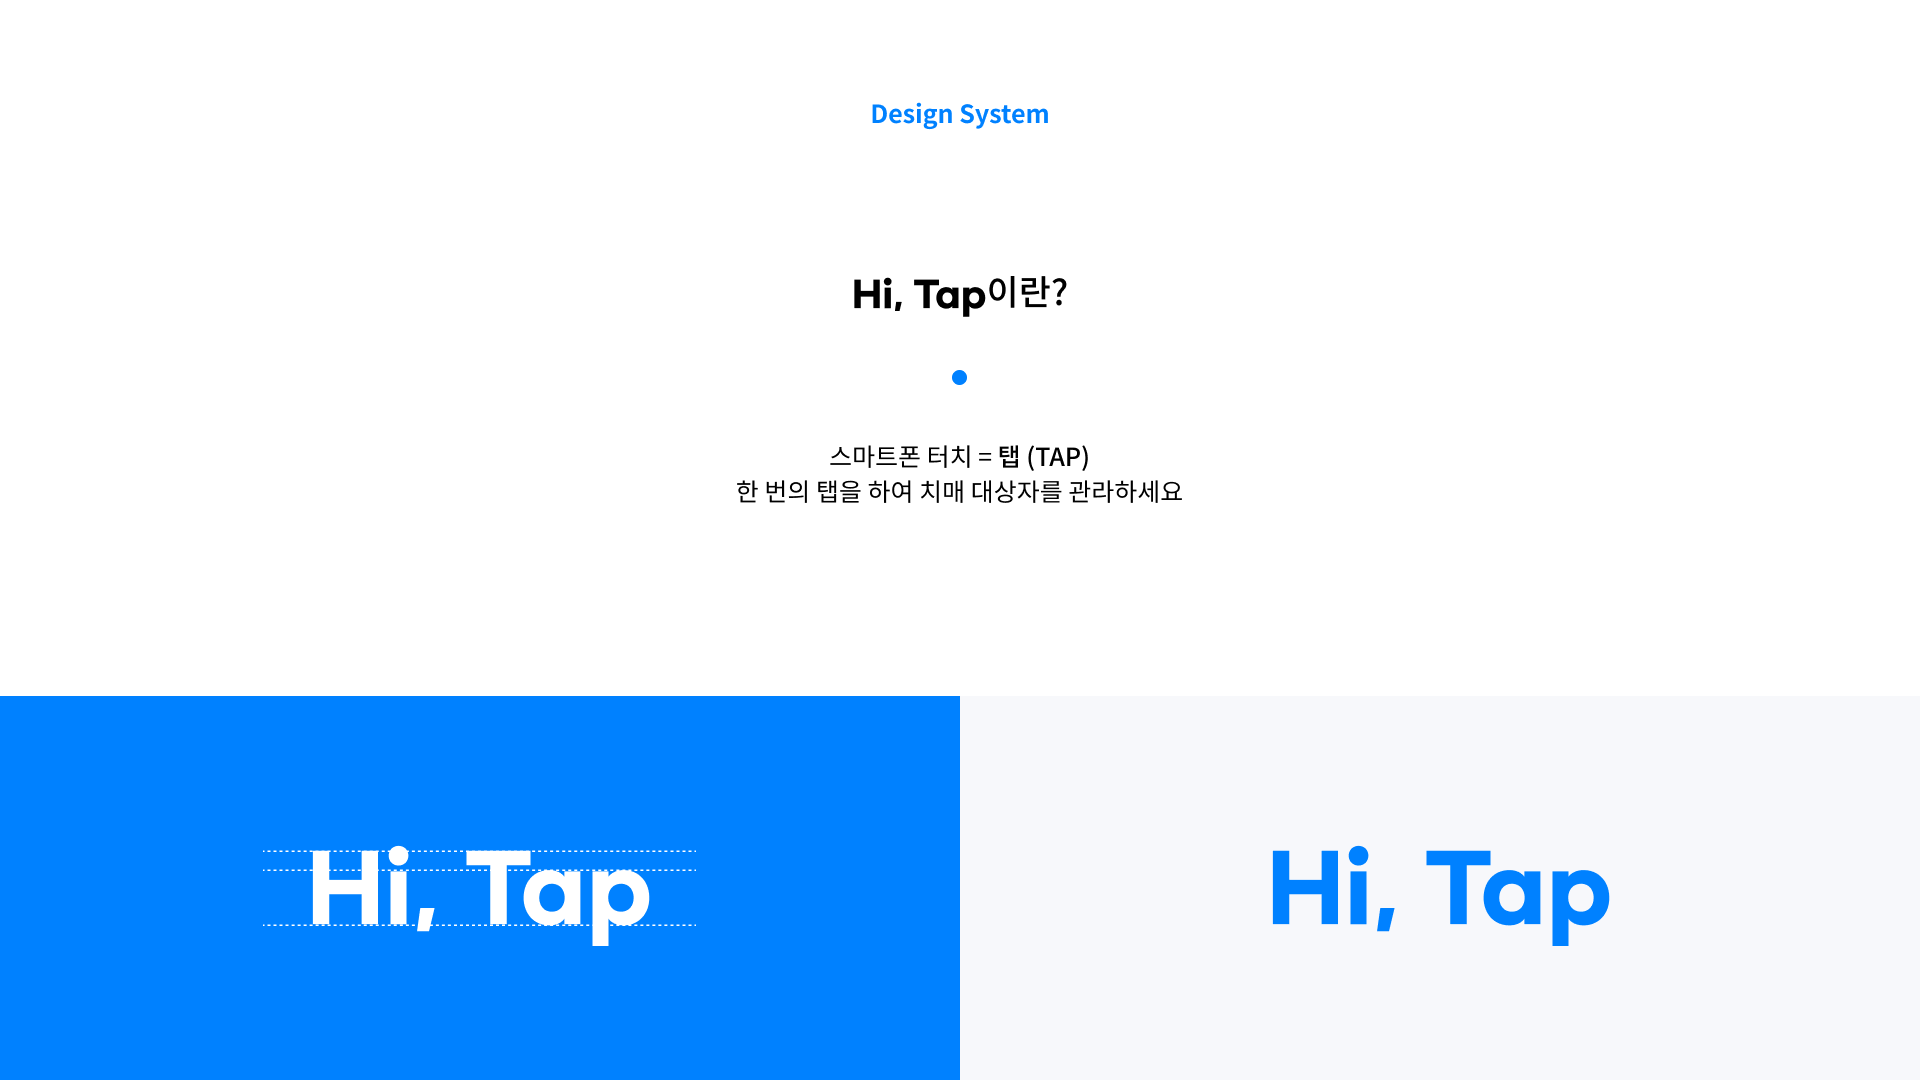 Design System
Hi, Tap이란?
스마트폰 터치 = 탭 (TAP)
한 번의 탭을 하여 치매 대상자를 관라하세요
Hi, Tap
Hi, Tap